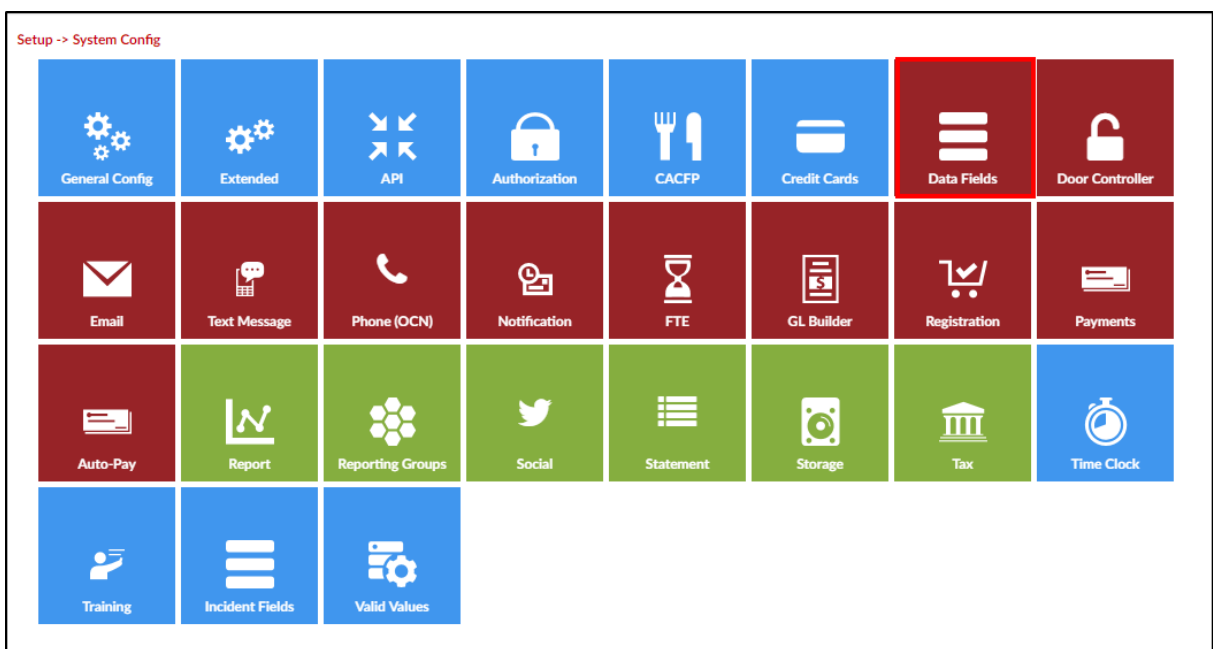 Setup -> System Config
General Config
Extended
API
Authorization
CACFP
Credit Cards
Data Fields
Door Controller
Email
Text Message
Phone (OCN)
Notification
FTE
GL Builder
Registration
Payments
Auto-Pay
Report
Reporting Groups
Social
Statement
Storage
Tax
Time Clock
Training
Incident Fields
Valid Values